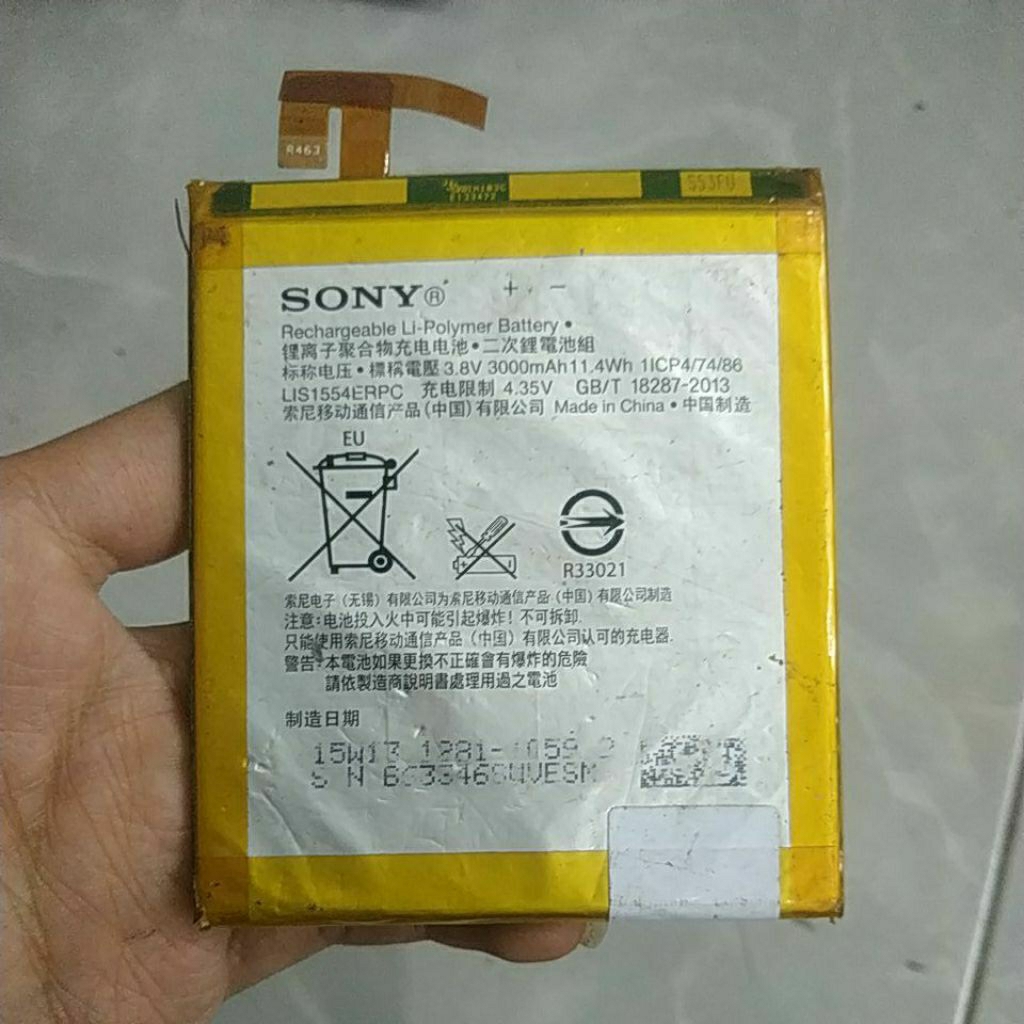 R463
E133472
SS3FU
SONY® + -
Rechargeable Li-Polymer Battery •
锂离子聚合物充电电池•二次鋰電池組
标称电压•標稱電壓 3.8V 3000mAh 11.4Wh 1ICP4/74/86
LIS1554ERPC 充电限制 4.35V GB/T 18287-2013
索尼移动通信产品(中国)有限公司 Made in China • 中国制造
EU
R33021
索尼电子（无锡）有限公司为索尼移动通信产品（中国）有限公司制造
注意:电池投入火中可能引起爆炸! 不可拆卸.
只能使用索尼移动通信产品（中国）有限公司认可的充电器.
警告:本電池如果更換不正確會有爆炸的危險
請依製造商說明書處理用過之電池
制造日期
15W13
S N